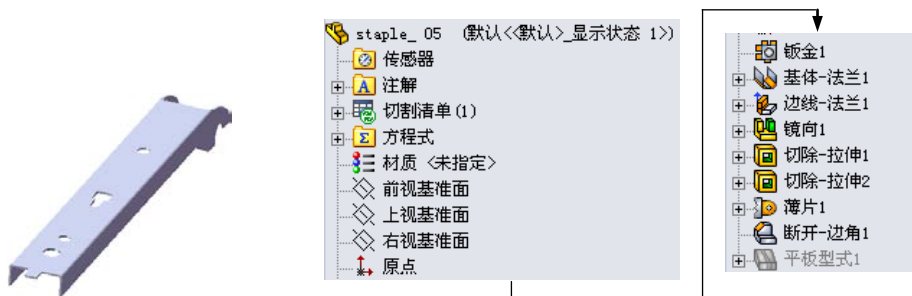 staple_ 05 (默认<<默认>_显示状态 1>)
传感器
注解
切割清单(1)
方程式
材质 <未指定>
前视基准面
上视基准面
右视基准面
原点
钣金1
基体-法兰1
边线-法兰1
镜向1
切除-拉伸1
切除-拉伸2
薄片1
断开-边角1
平板型式1